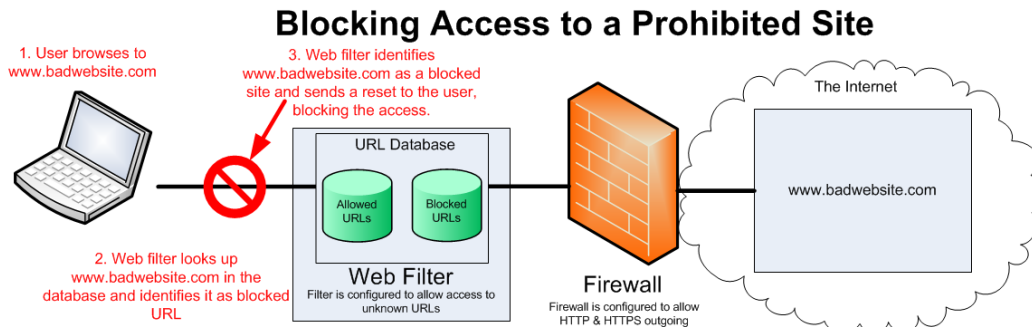 Blocking Access to a Prohibited Site
1. User browses to
www.badwebsite.com
3. Web filter identifies
www.badwebsite.com as a blocked
site and sends a reset to the user,
blocking the access.
The Internet
URL Database
www.badwebsite.com
Allowed
URLs
Blocked
URLs
2. Web filter looks up
www.badwebsite.com in the
database and identifies it as blocked
URL
Web Filter
Filter is configured to allow access to
unknown URLs
Firewall
Firewall is configured to allow
HTTP & HTTPS outgoing